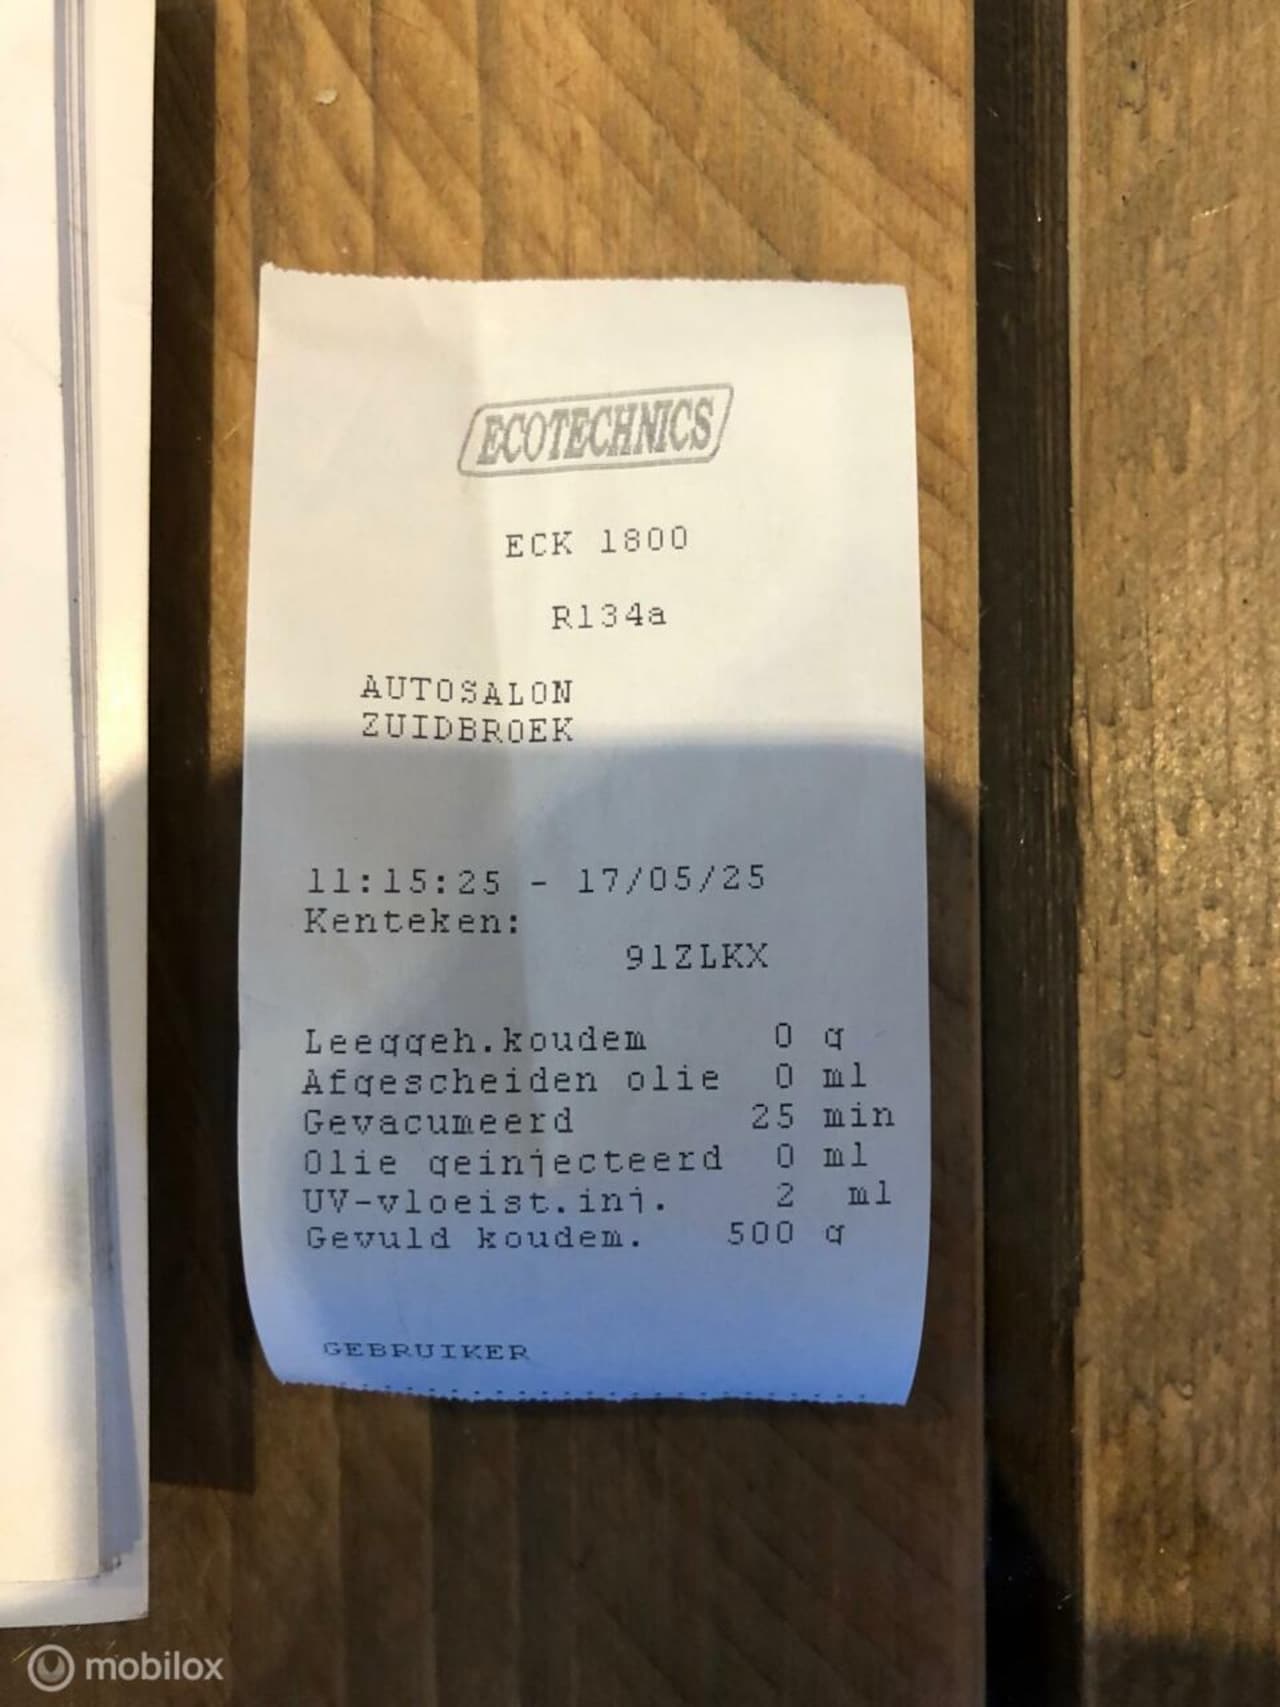 ECOTECHNICS
ECK 1800
R134a
AUTOSALON
ZUIDBROEK
11:15:25 - 17/05/25
Kenteken:
91ZLKX
Leeggeh.koudem 0 g
Afgescheiden olie 0 ml
Gevacumeerd 25 min
Olie geinjecteerd 0 ml
UV-vloeist.inj. 2 ml
Gevuld koudem. 500 g
GEBRUIKER
mobilox